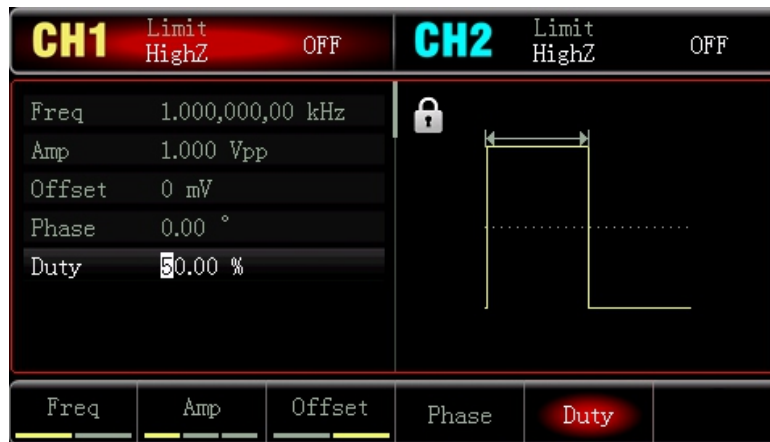 CH1 Limit HighZ OFF
CH2 Limit HighZ OFF
Freq 1.000,000,00 kHz
Amp 1.000 Vpp
Offset 0 mV
Phase 0.00 °
Duty 50.00 %
Freq Amp Offset Phase Duty